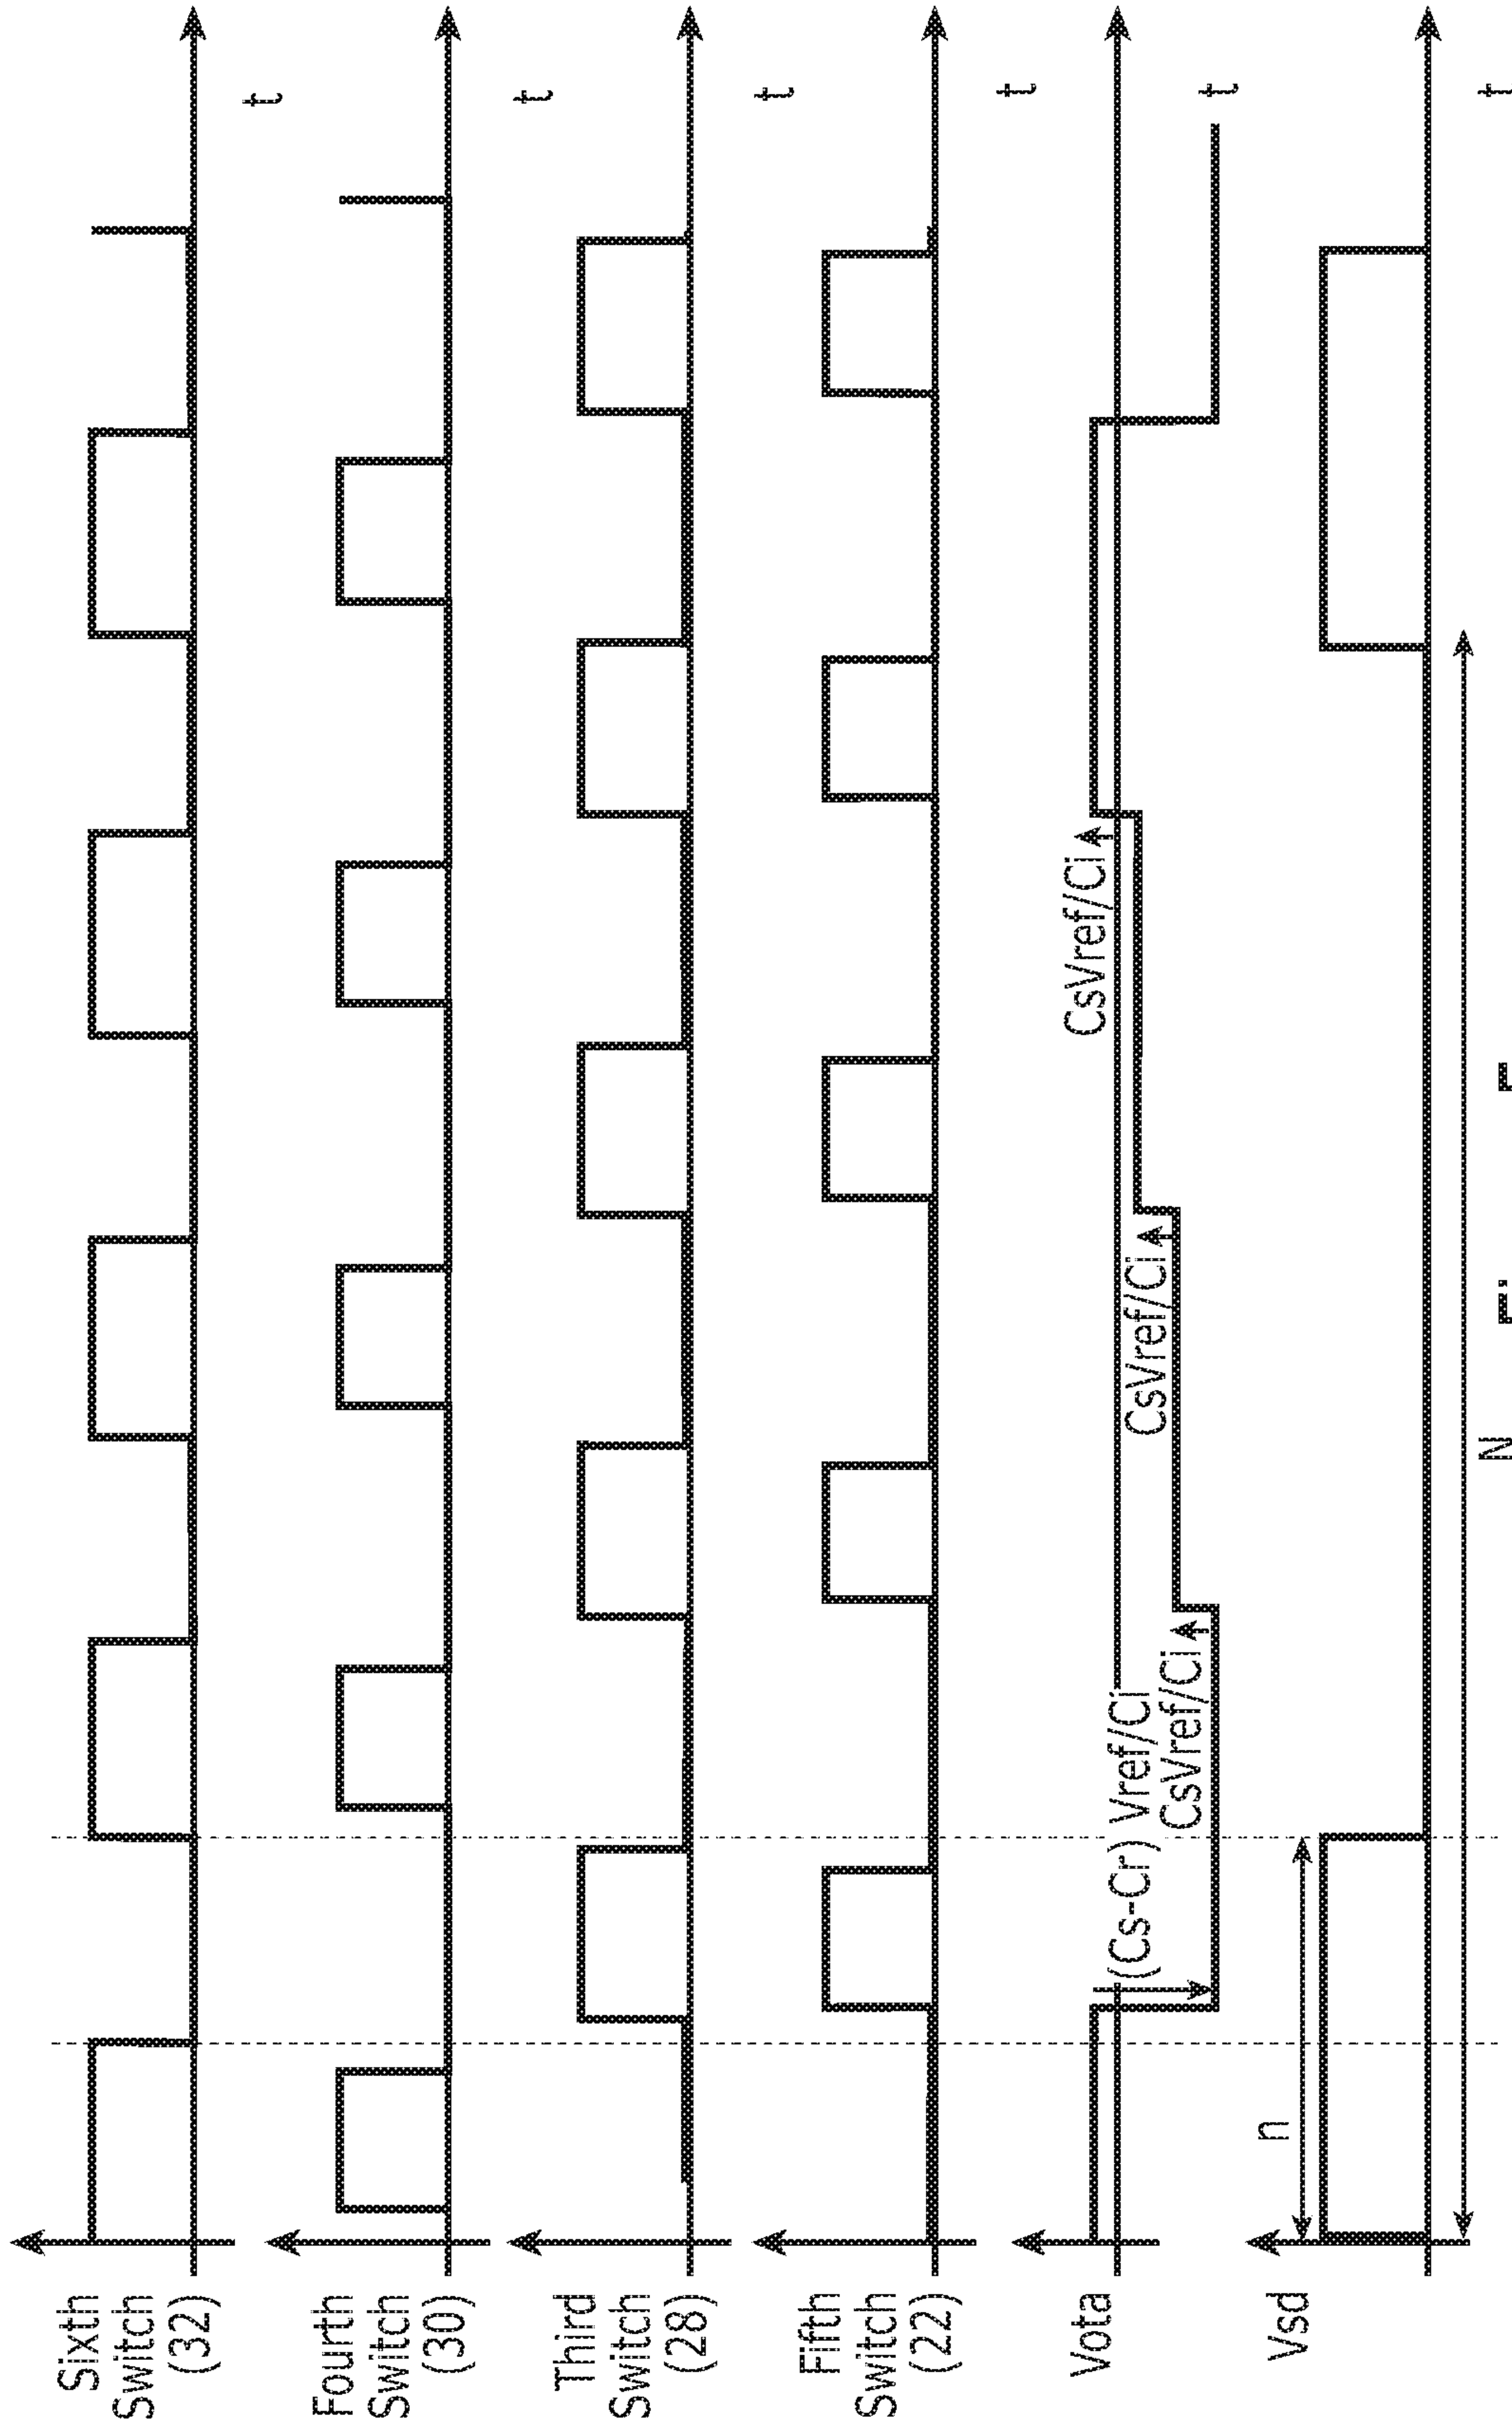 Sixth
Switch
(32)
t
Fourth
Switch
(30)
t
Third
Switch
(28)
t
Fifth
Switch
(22)
t
Vota
(Cs-Cr) Vref/Ci
CsVref/Ci
CsVref/Ci
CsVref/Ci
t
Vsd
n
t
N